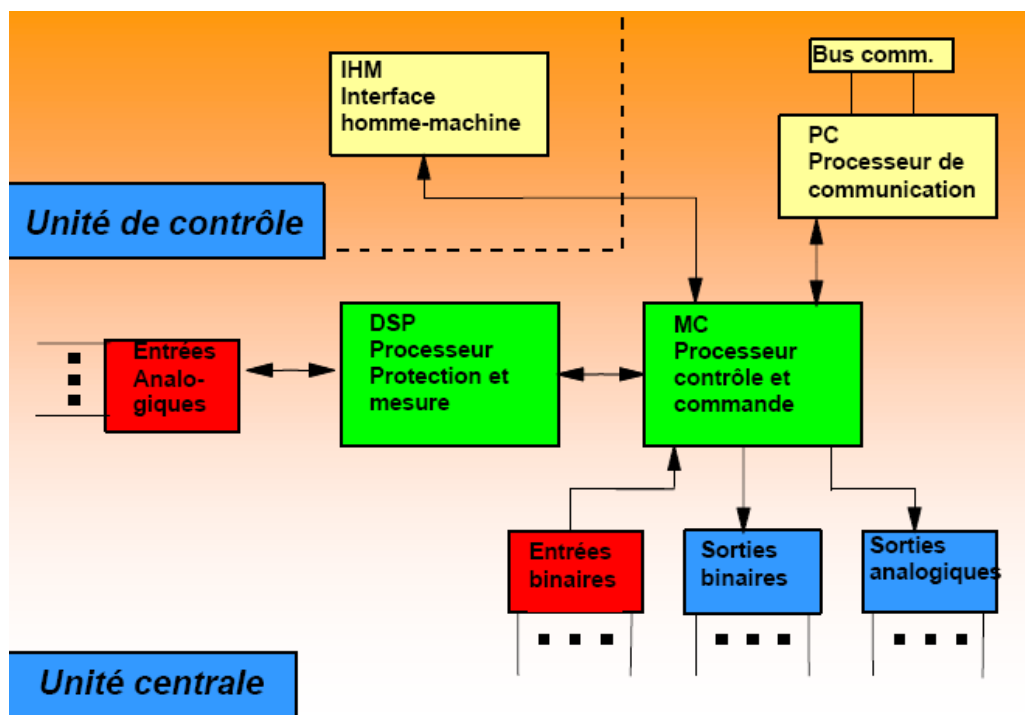 Bus comm.
IHM
Interface
homme-machine
PC
Processeur de
communication
Unité de contrôle
DSP
Processeur
Protection et
mesure
MC
Processeur
contrôle et
commande
Entrées
Analo-
giques
Entrées
binaires
Sorties
binaires
Sorties
analogiques
Unité centrale